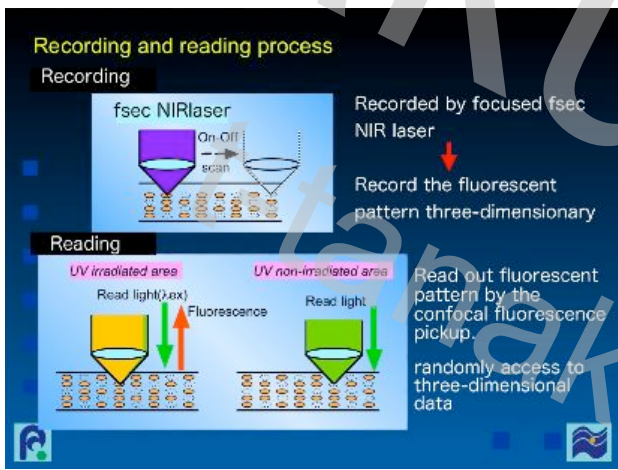 Recording and reading process
Recording
fsec NIRlaser
On-Off
scan
Recorded by focused fsec
NIR laser
Record the fluorescent
pattern three-dimensionary
Reading
UV irradiated area
Read light(λex)
Fluorescence
UV non-irradiated area
Read light
Read out fluorescent
pattern by the
confocal fluorescence
pickup.
randomly access to
three-dimensional
data